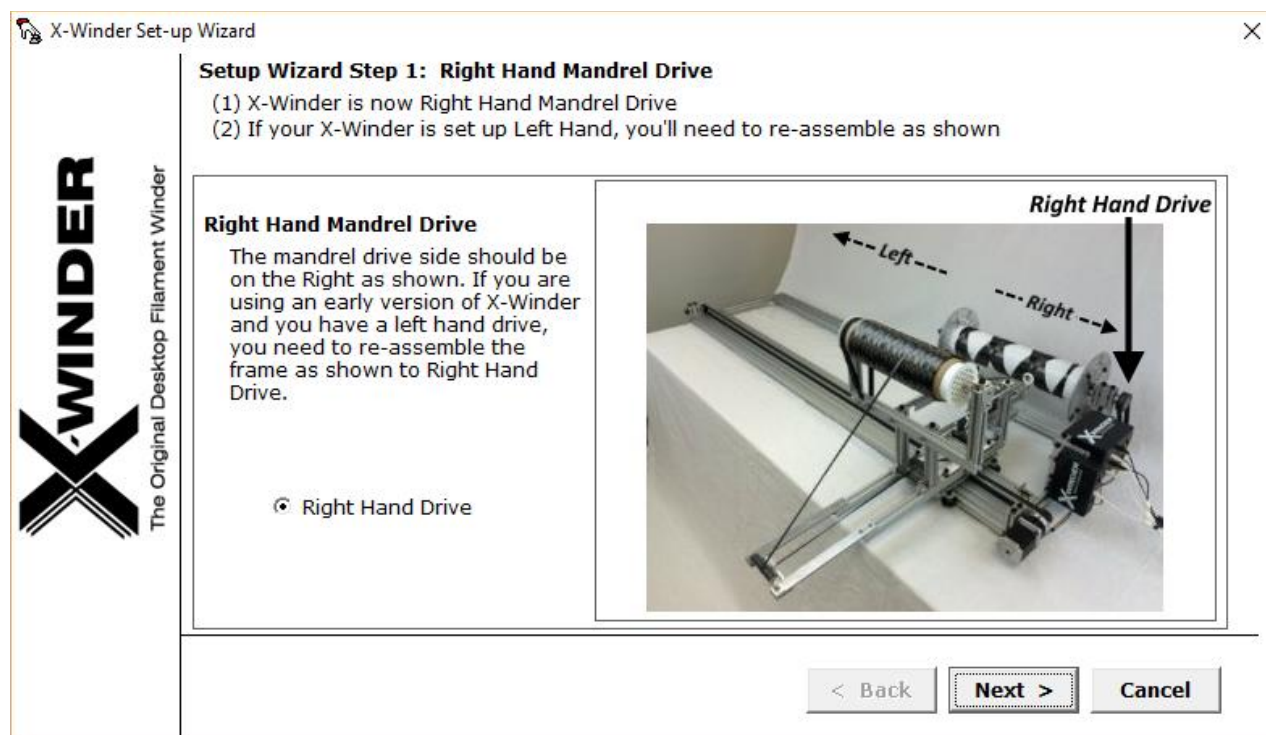 X-Winder Set-up Wizard
Setup Wizard Step 1: Right Hand Mandrel Drive
(1) X-Winder is now Right Hand Mandrel Drive
(2) If your X-Winder is set up Left Hand, you'll need to re-assemble as shown
X-WINDER
The Original Desktop Filament Winder
Right Hand Mandrel Drive
The mandrel drive side should be
on the Right as shown. If you are
using an early version of X-Winder
and you have a left hand drive,
you need to re-assemble the
frame as shown to Right Hand
Drive.
Right Hand Drive
Right Hand Drive
Left
Right
X-WINDER
X-WINDER
< Back
Next >
Cancel